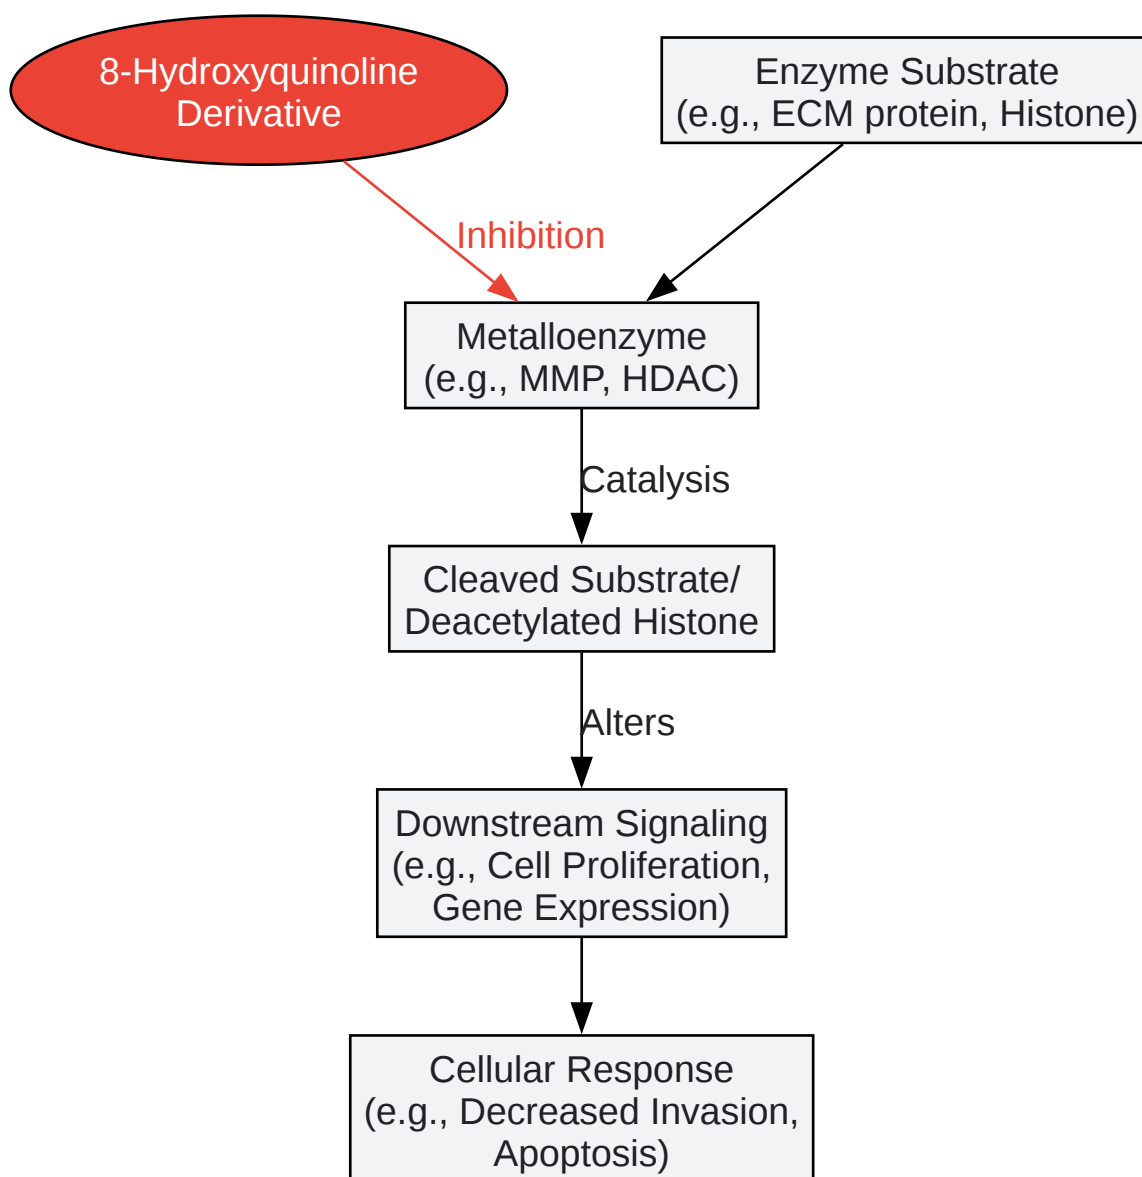 8-Hydroxyquinoline
Derivative
Enzyme Substrate
(e.g., ECM protein, Histone)
Inhibition
Metalloenzyme
(e.g., MMP, HDAC)
Catalysis
Cleaved Substrate/
Deacetylated Histone
Alters
Downstream Signaling
(e.g., Cell Proliferation,
Gene Expression)
Cellular Response
(e.g., Decreased Invasion,
Apoptosis)